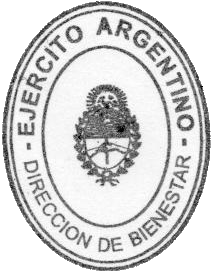 - EJERCITO ARGENTINO -
DIRECCION DE BIENESTAR